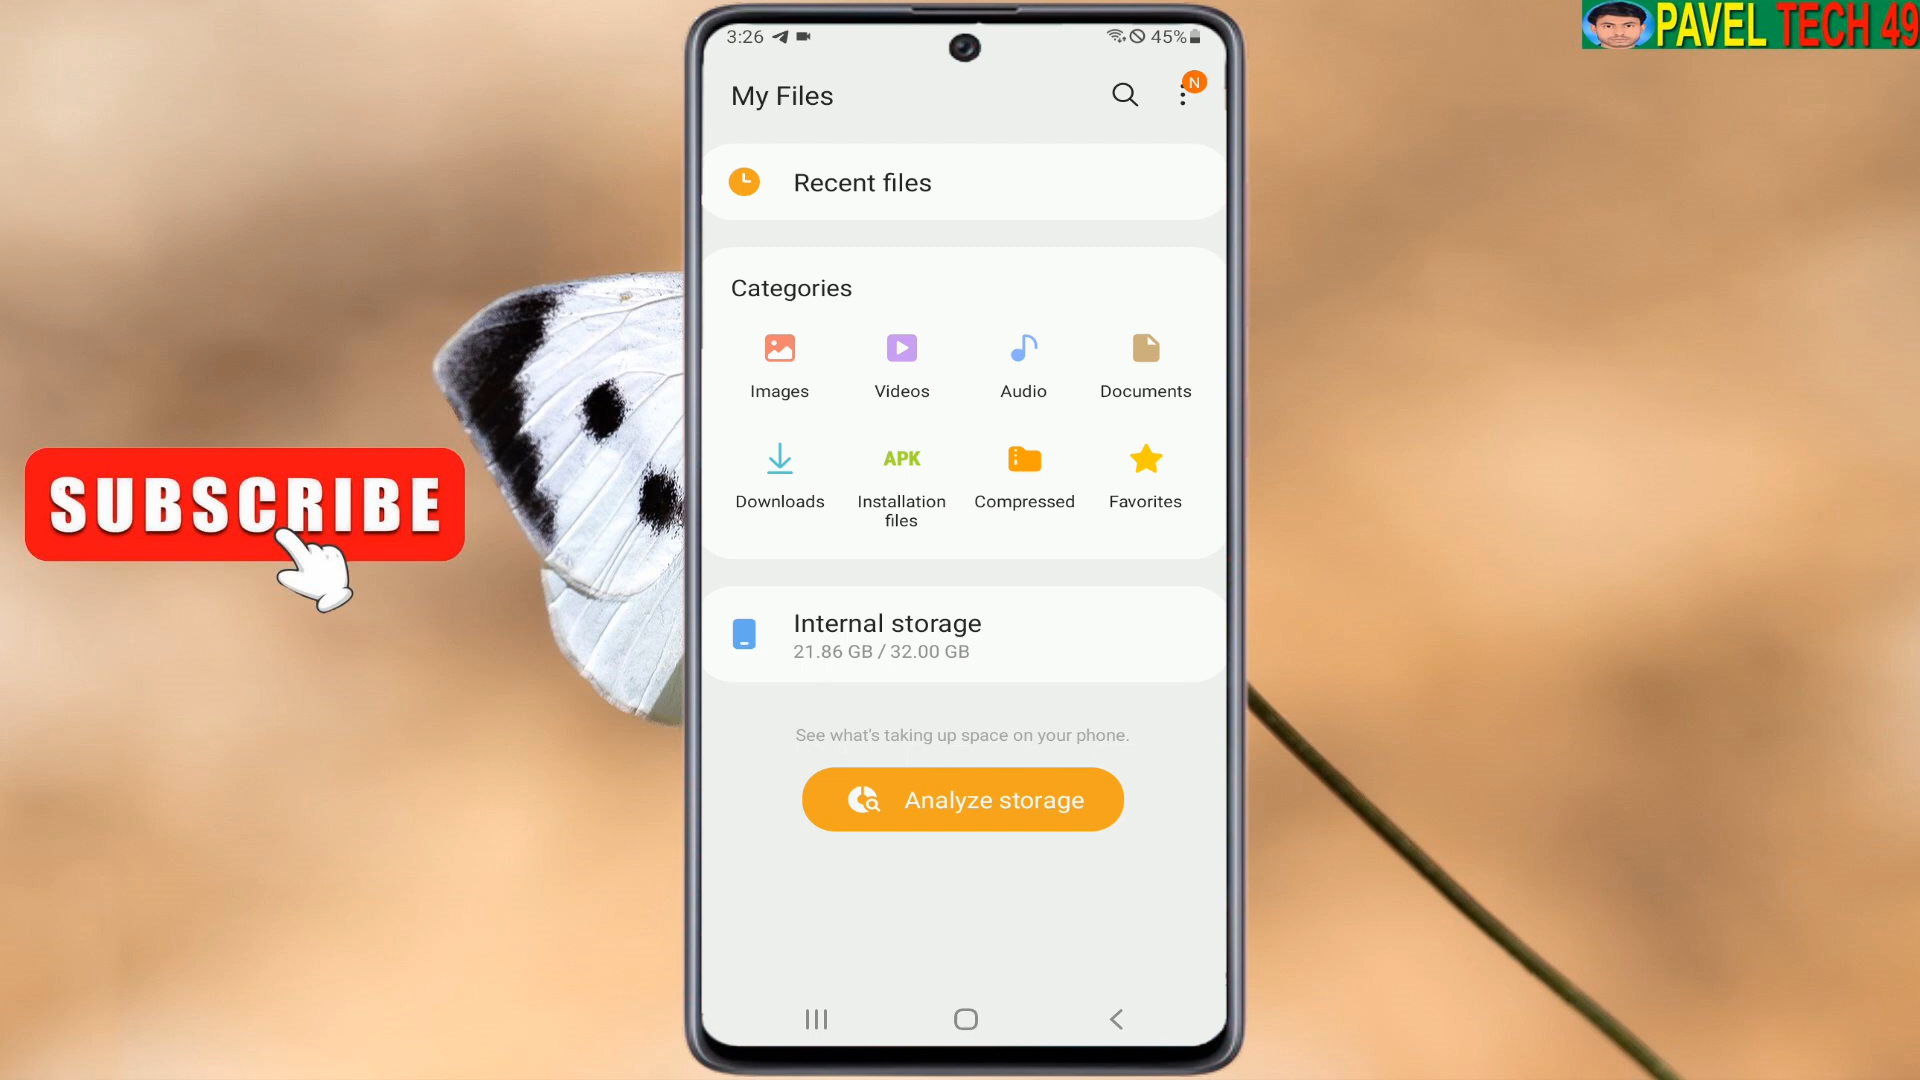 PAVEL TECH 49
3:26
45%
N
My Files
Recent files
Categories
Images
Videos
Audio
Documents
APK
Downloads
Installation files
Compressed
Favorites
SUBSCRIBE
Internal storage
21.86 GB / 32.00 GB
See what's taking up space on your phone.
Analyze storage